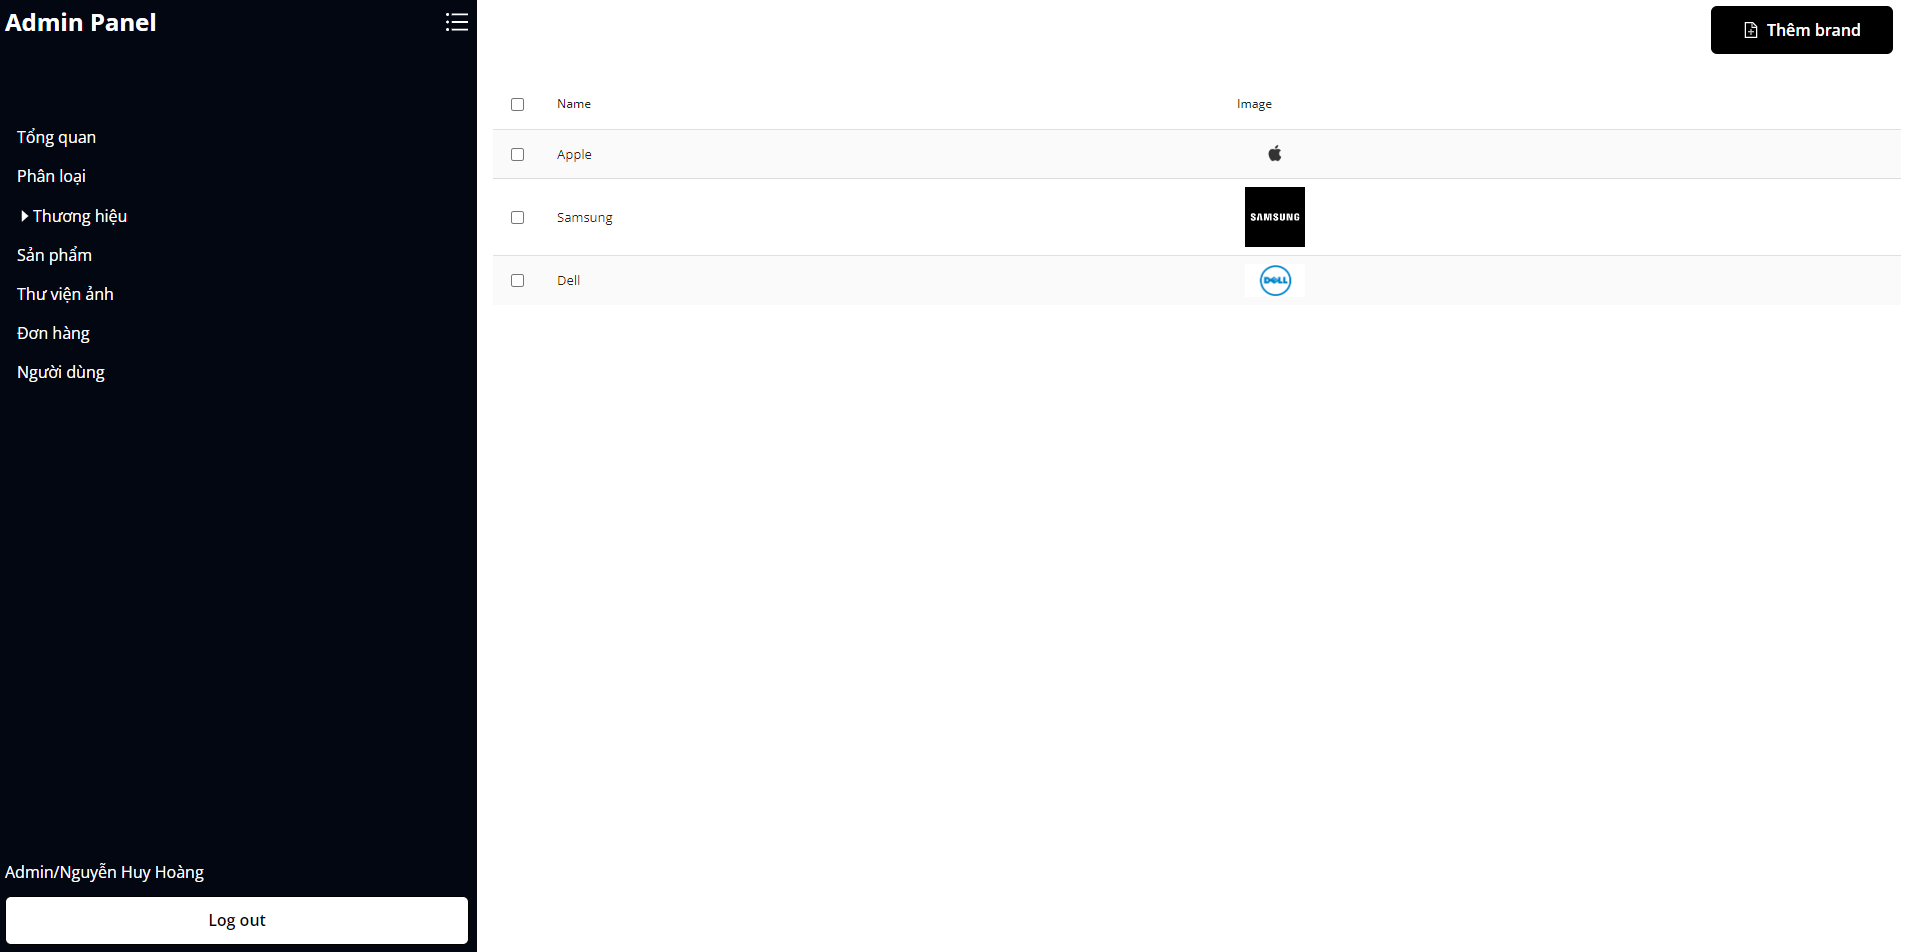 Admin Panel
Tổng quan
Phân loại
Thương hiệu
Sản phẩm
Thư viện ảnh
Đơn hàng
Người dùng
Admin/Nguyễn Huy Hoàng
Log out
Thêm brand
Name Image
Apple
Samsung SAMSUNG
Dell DELL